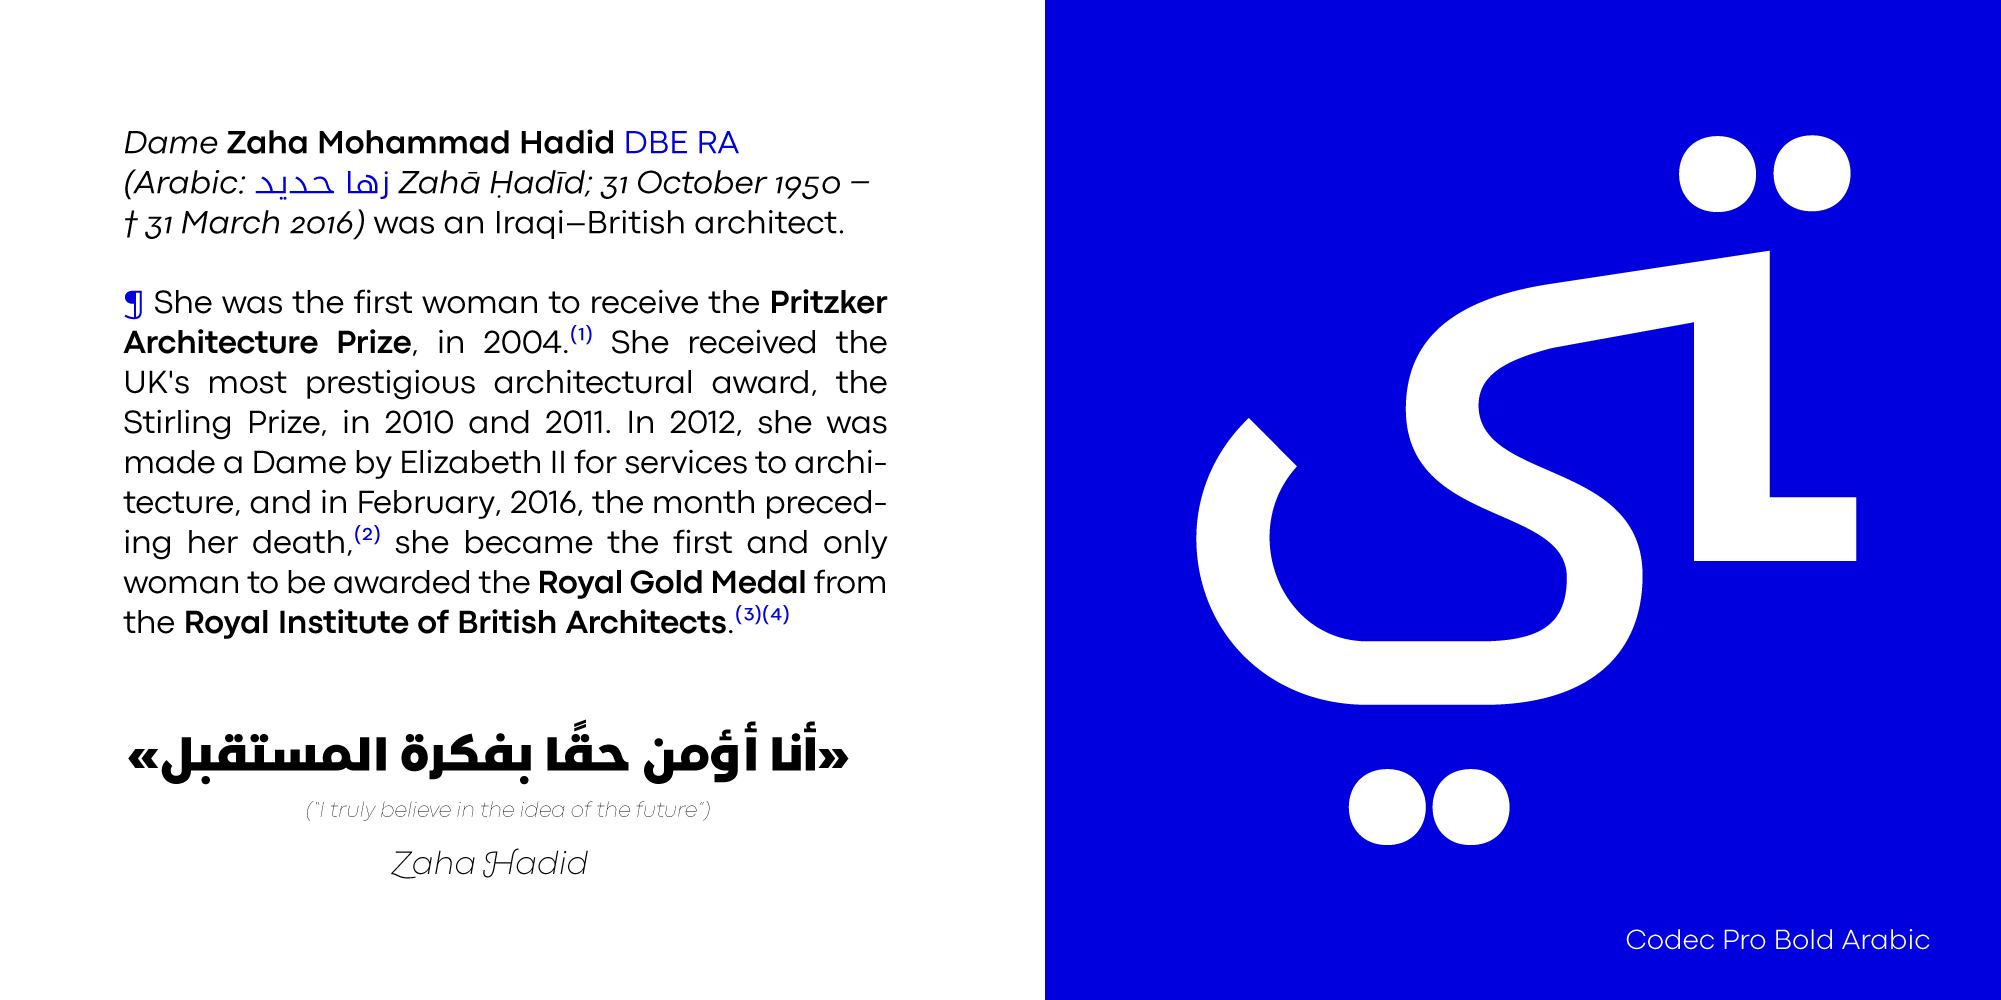 Dame Zaha Mohammad Hadid DBE RA
(Arabic: زها حديد Zahā Ḥadīd; 31 October 1950 –
† 31 March 2016) was an Iraqi–British architect.
¶ She was the first woman to receive the Pritzker
Architecture Prize, in 2004.(1) She received the
UK's most prestigious architectural award, the
Stirling Prize, in 2010 and 2011. In 2012, she was
made a Dame by Elizabeth II for services to archi-
tecture, and in February, 2016, the month preced-
ing her death,(2) she became the first and only
woman to be awarded the Royal Gold Medal from
the Royal Institute of British Architects.(3)(4)
«أنا أؤمن حقًا بفكرة المستقبل»
("I truly believe in the idea of the future")
Zaha Hadid
ـتي
Codec Pro Bold Arabic